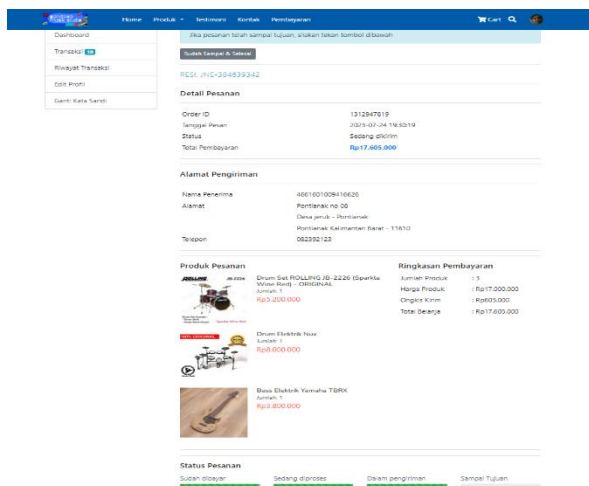 Home Produk Testimoni Kontak Pembayaran Cart
Dashboard
Transaksi
Riwayat Transaksi
Edit Profil
Ganti Kata Sandi
Jika pesanan telah sampai tujuan, silakan tekan tombol dibawah
Sudah Sampai & Selesai
RESI: JNE-304839342
Detail Pesanan
Order ID 1312947819
Tanggal Pesan 2023-07-24 19:50:19
Status Sedang dikirim
Total Pembayaran Rp17.605.000
Alamat Pengiriman
Nama Penerima 4661601009416626
Alamat Pontianak no 08
Desa jeruk - Pontianak
Pontianak Kalimantan Barat - 11610
Telepon 082392123
Produk Pesanan
ROLLING
Drum Set ROLLING JB-2226 (Sparkle Wine Red) - ORIGINAL
Jumlah: 1
Rp5.200.000
Drum Elektrik Nux
Jumlah: 1
Rp8.000.000
Bass Elektrik Yamaha TBRX
Jumlah: 1
Rp3.800.000
Ringkasan Pembayaran
Jumlah Produk : 3
Harga Produk : Rp17.000.000
Ongkis Kirim : Rp605.000
Total Belanja : Rp17.605.000
Status Pesanan
Sudah dibayar Sedang diproses Dalam pengiriman Sampai Tujuan